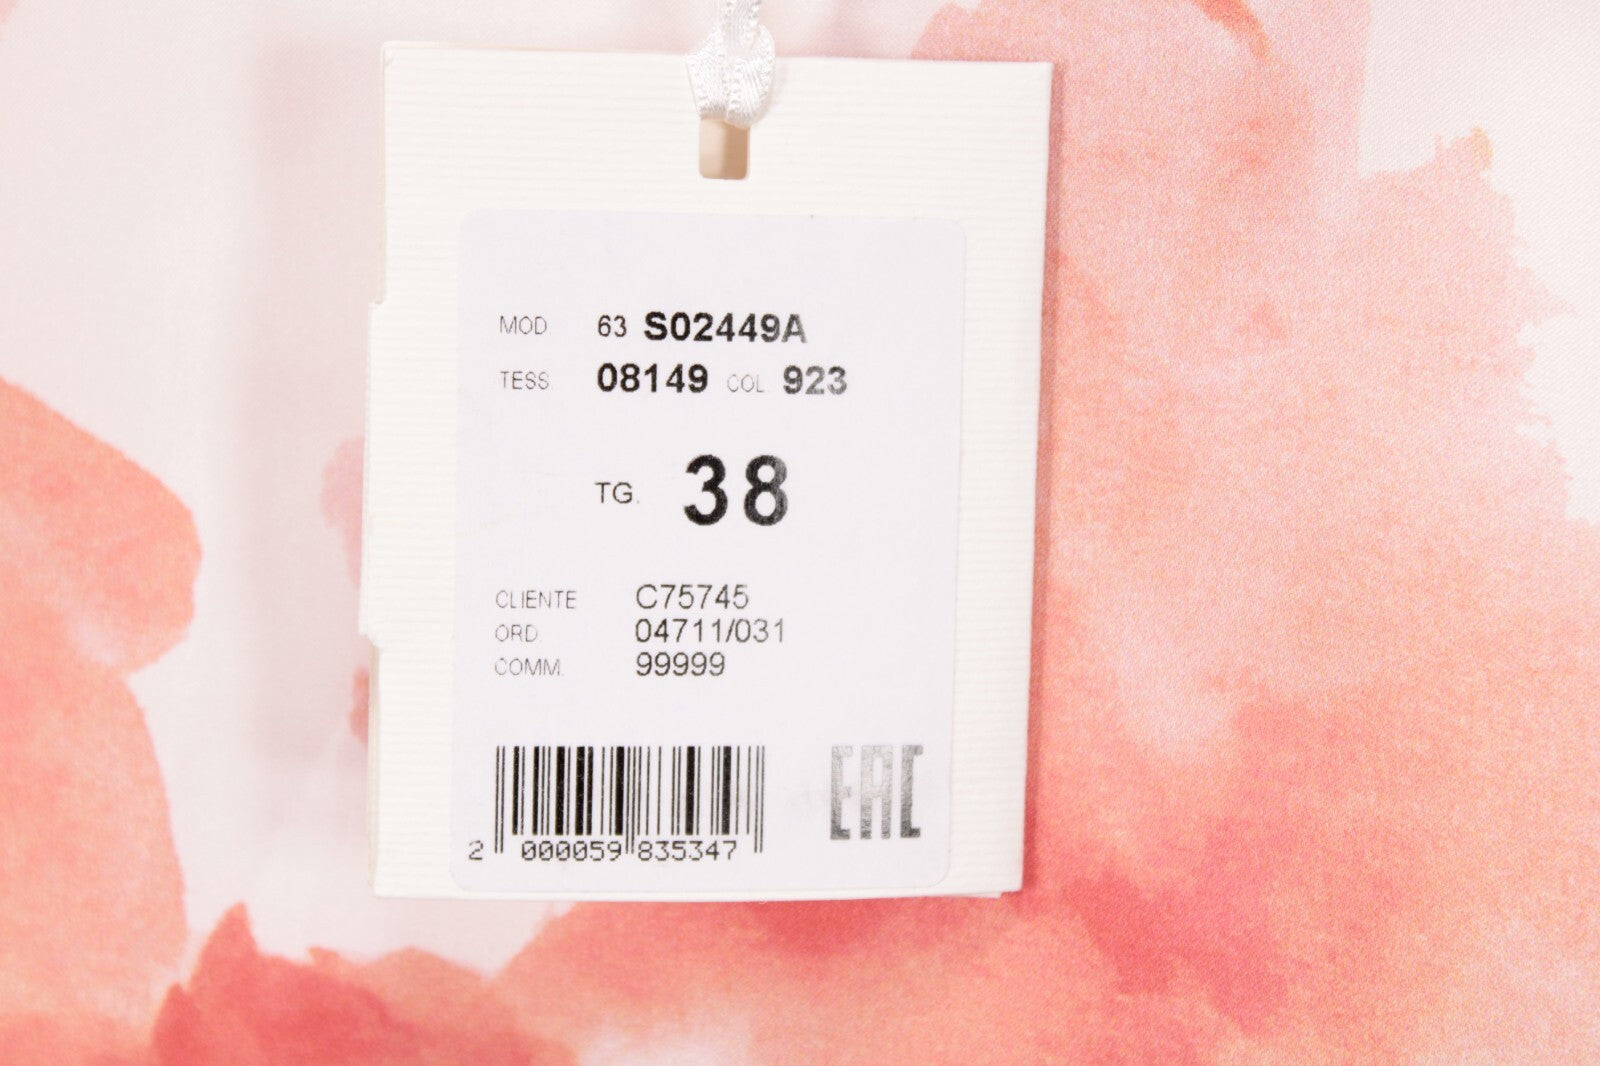 MOD 63 S02449A
TESS. 08149 COL. 923
TG. 38
CLIENTE C75745
ORD. 04711/031
COMM. 99999
2 000059 835347
EAC